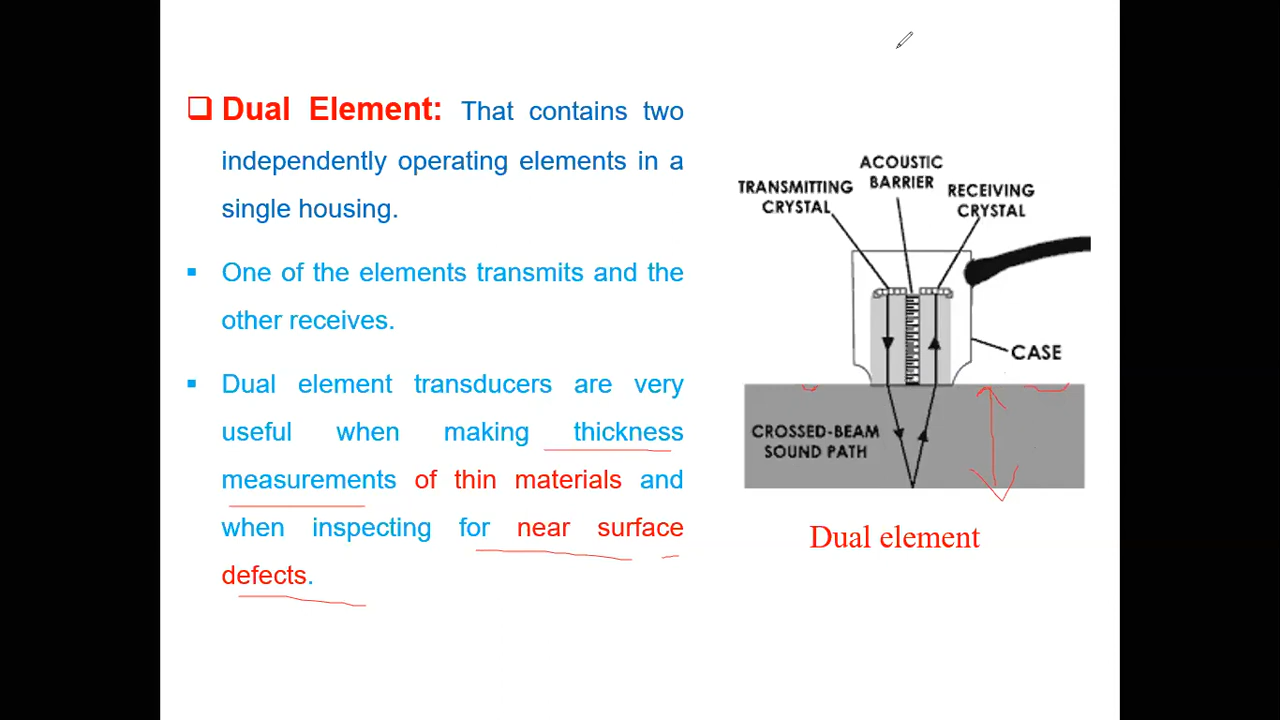 ❑ Dual Element: That contains two
independently operating elements in a
single housing.
▪ One of the elements transmits and the
other receives.
▪ Dual element transducers are very
useful when making thickness
measurements of thin materials and
when inspecting for near surface
defects.
ACOUSTIC
BARRIER
TRANSMITTING
CRYSTAL
RECEIVING
CRYSTAL
CASE
CROSSED-BEAM
SOUND PATH
Dual element